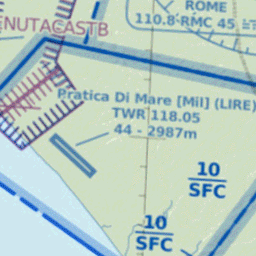 ROME
110.8 RMC 45
NUTACASTB
Pratica Di Mare [Mil] (LIRE)
TWR 118.05
44 - 2987m
10
SFC
10
SFC